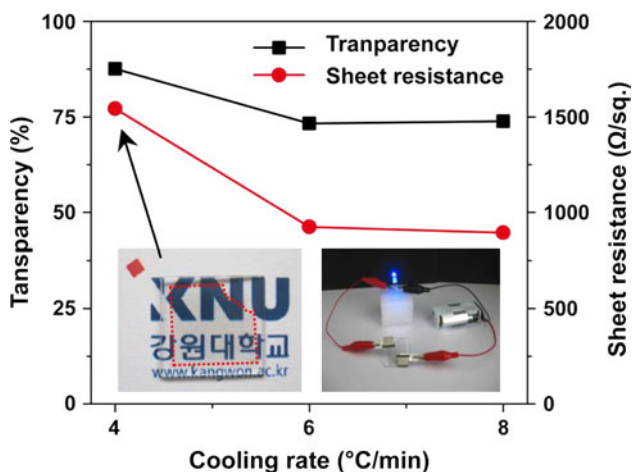 100
75
50
25
0
Tansparency (%)
2000
1500
1000
500
0
Sheet resistance (Ω/sq.)
Tranparency
Sheet resistance
KNU
강원대학교
www.kangwon.ac.kr
4
6
8
Cooling rate (°C/min)